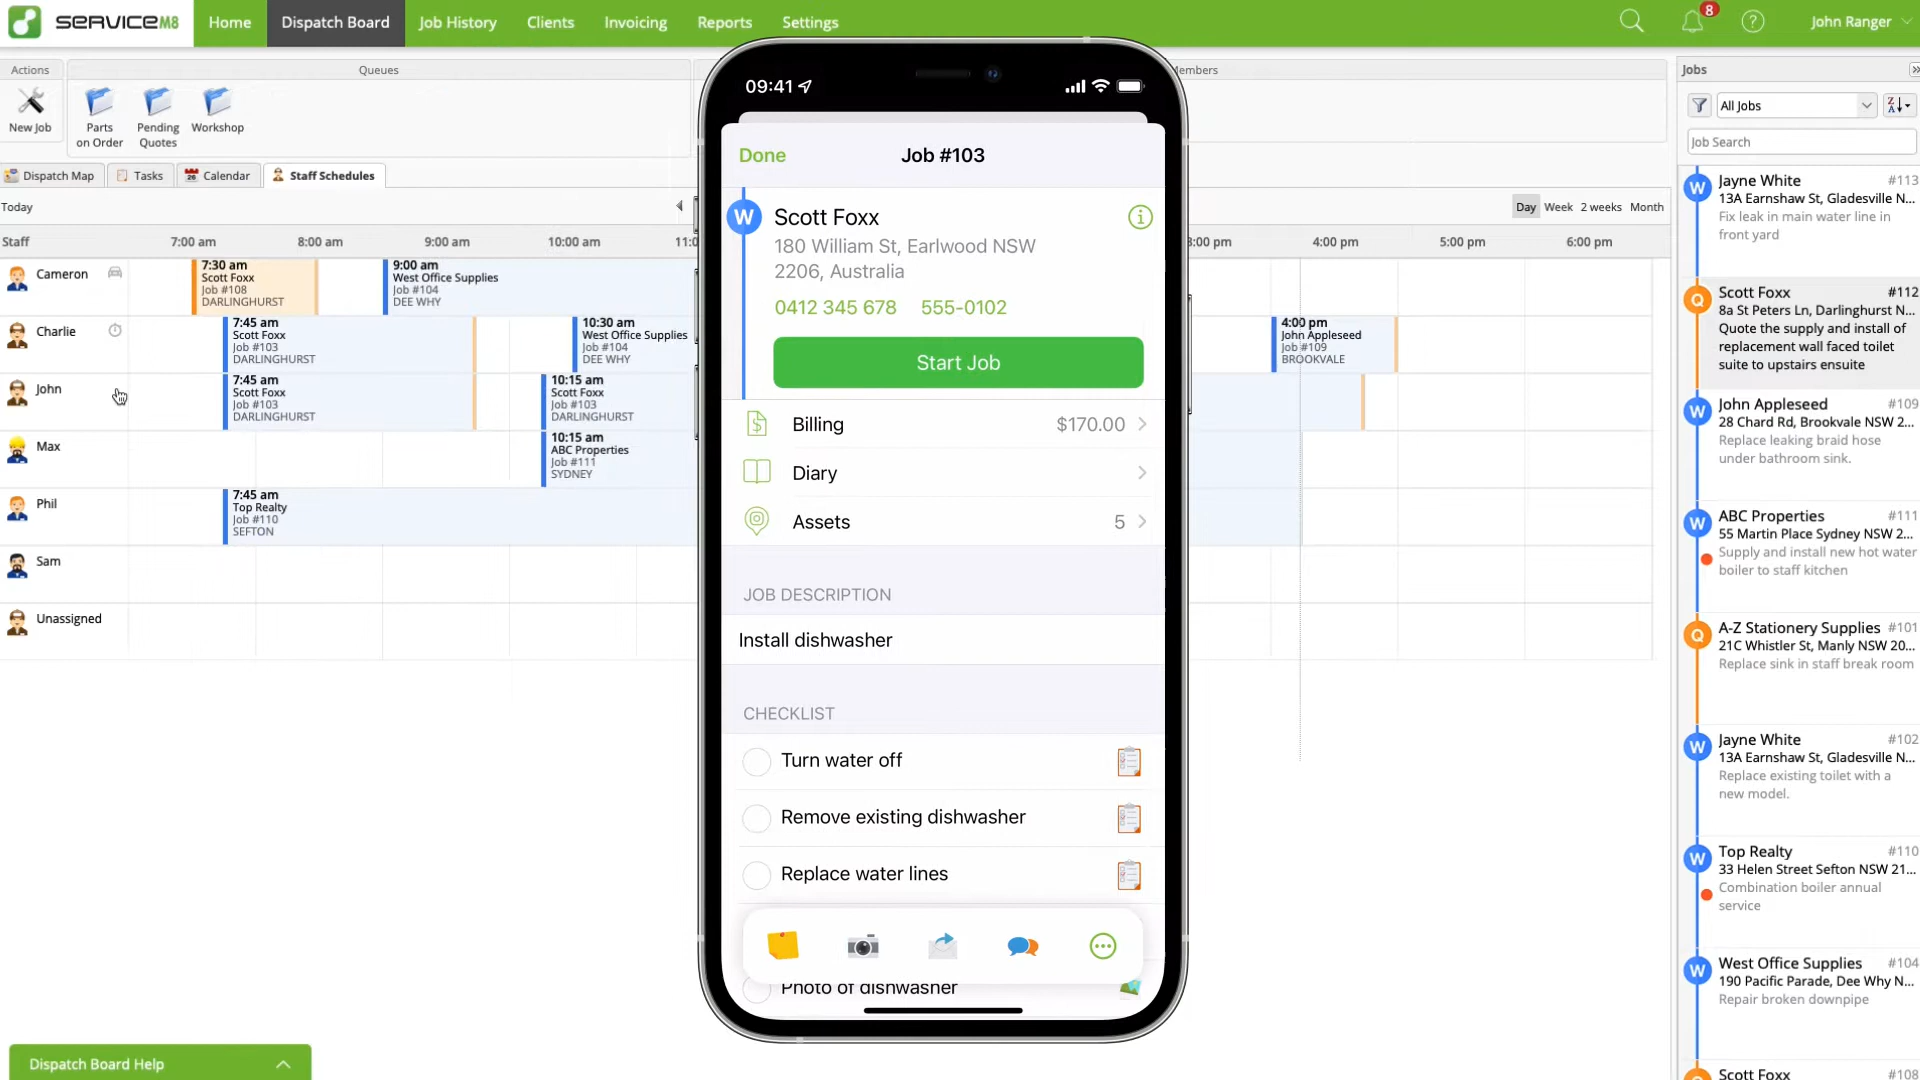 SERVICEM8
Home
Dispatch Board
Job History
Clients
Invoicing
Reports
Settings
8
John Ranger
Actions
New Job
Queues
Parts
on Order
Pending
Quotes
Workshop
Members
Dispatch Map
Tasks
26
Calendar
Staff Schedules
Today
Day
Week
2 weeks
Month
Staff
7:00 am
8:00 am
9:00 am
10:00 am
11:0
3:00 pm
4:00 pm
5:00 pm
6:00 pm
Cameron
7:30 am
Scott Foxx
Job #108
DARLINGHURST
9:00 am
West Office Supplies
Job #104
DEE WHY
Charlie
7:45 am
Scott Foxx
Job #103
DARLINGHURST
10:30 am
West Office Supplies
Job #104
DEE WHY
4:00 pm
John Appleseed
Job #109
BROOKVALE
John
7:45 am
Scott Foxx
Job #103
DARLINGHURST
10:15 am
Scott Foxx
Job #103
DARLINGHURST
Max
10:15 am
ABC Properties
Job #111
SYDNEY
Phil
7:45 am
Top Realty
Job #110
SEFTON
Sam
Unassigned
Dispatch Board Help
09:41
Done
Job #103
W
Scott Foxx
180 William St, Earlwood NSW
2206, Australia
0412 345 678
555-0102
Start Job
Billing
$170.00
Diary
Assets
5
JOB DESCRIPTION
Install dishwasher
CHECKLIST
Turn water off
Remove existing dishwasher
Replace water lines
Photo of dishwasher
Jobs
All Jobs
Job Search
W
Jayne White #113
13A Earnshaw St, Gladesville N...
Fix leak in main water line in
front yard
Q
Scott Foxx #112
8a St Peters Ln, Darlinghurst N...
Quote the supply and install of
replacement wall faced toilet
suite to upstairs ensuite
W
John Appleseed #109
28 Chard Rd, Brookvale NSW 2...
Replace leaking braid hose
under bathroom sink.
W
ABC Properties #111
55 Martin Place Sydney NSW 2...
Supply and install new hot water
boiler to staff kitchen
Q
A-Z Stationery Supplies #101
21C Whistler St, Manly NSW 20...
Replace sink in staff break room
W
Jayne White #102
13A Earnshaw St, Gladesville N...
Replace existing toilet with a
new model.
W
Top Realty #110
33 Helen Street Sefton NSW 21...
Combination boiler annual
service
W
West Office Supplies #104
190 Pacific Parade, Dee Why N...
Repair broken downpipe
Scott Foxx #108